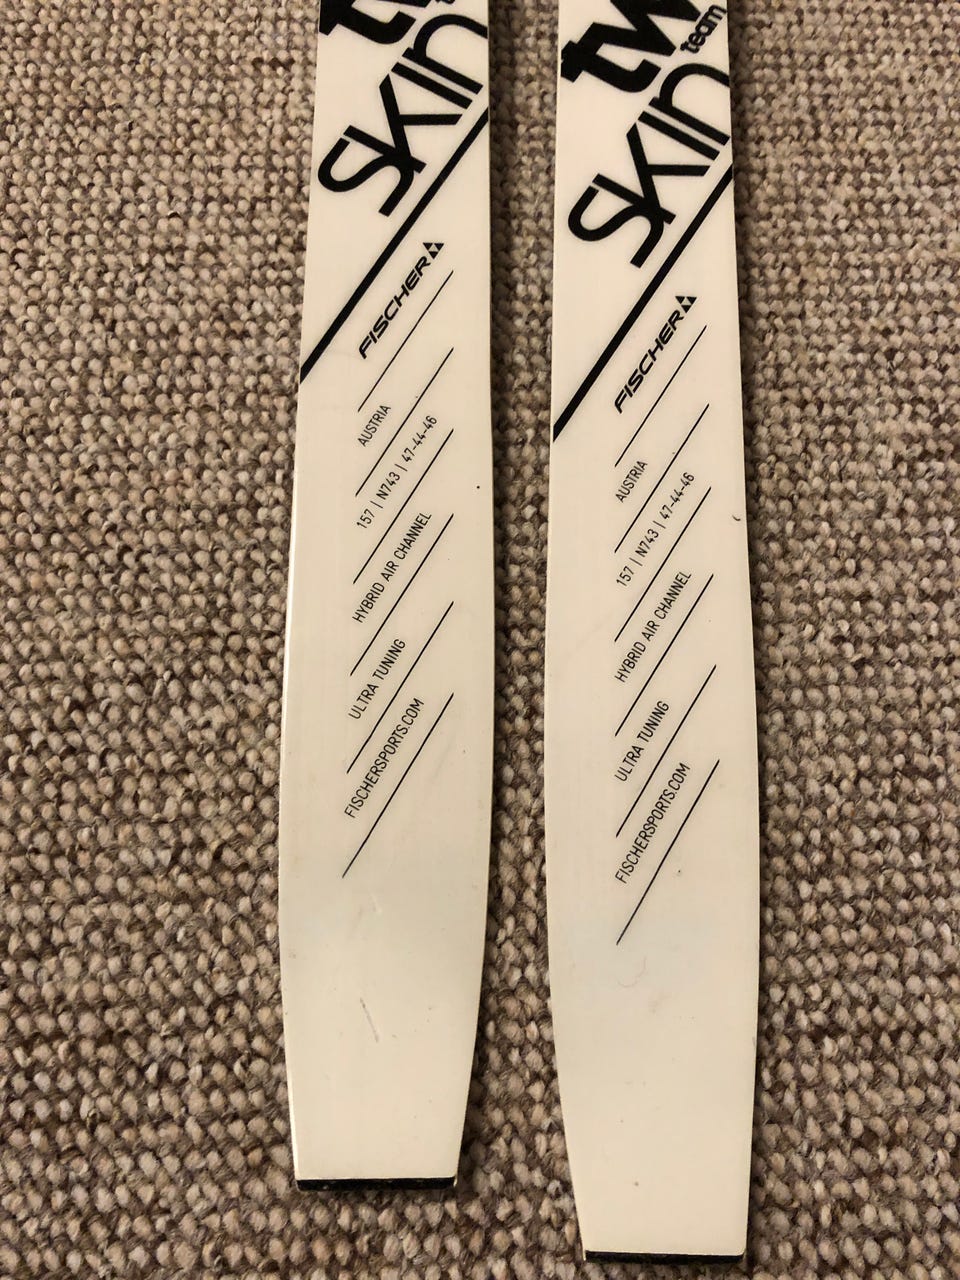 skin
FISCHER
AUSTRIA
157 | N743 | 47-44-46
HYBRID AIR CHANNEL
ULTRA TUNING
FISCHERSPORTS.COM
team
skin
FISCHER
AUSTRIA
157 | N743 | 47-44-46
HYBRID AIR CHANNEL
ULTRA TUNING
FISCHERSPORTS.COM